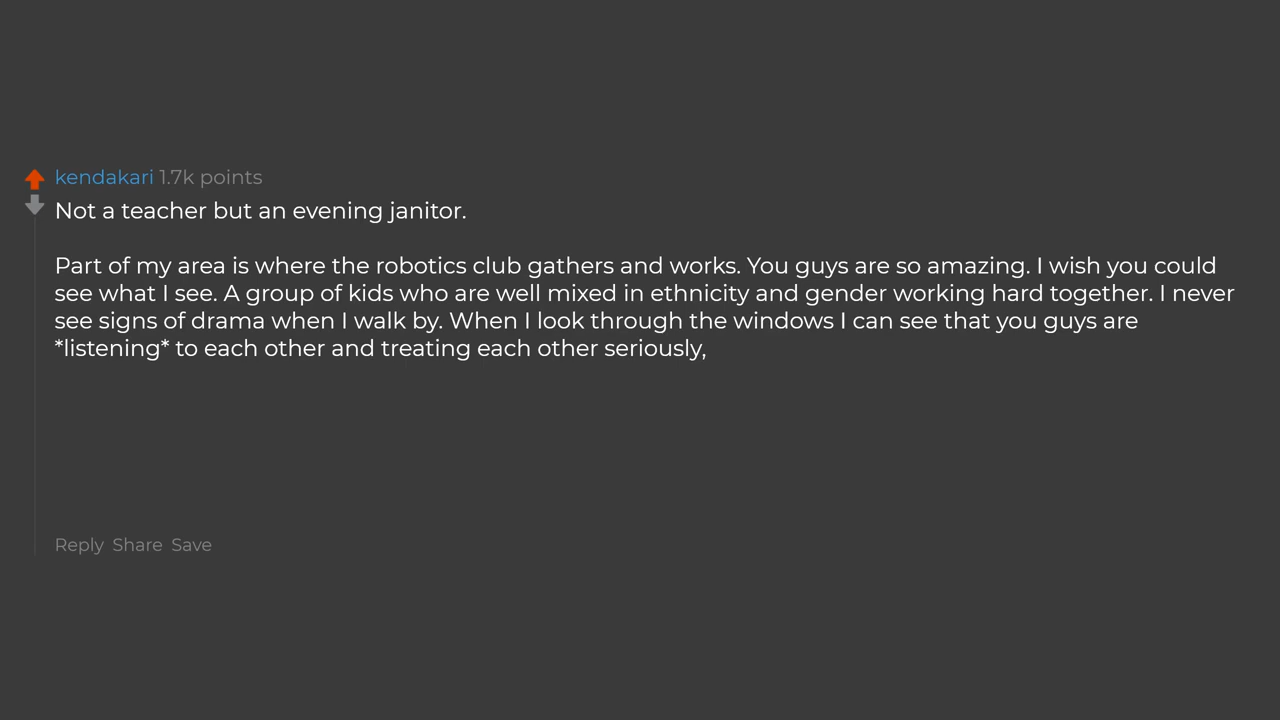 kendakari 1.7k points
Not a teacher but an evening janitor.
Part of my area is where the robotics club gathers and works. You guys are so amazing. I wish you could
see what I see. A group of kids who are well mixed in ethnicity and gender working hard together. I never
see signs of drama when I walk by. When I look through the windows I can see that you guys are
*listening* to each other and treating each other seriously,
Reply Share Save